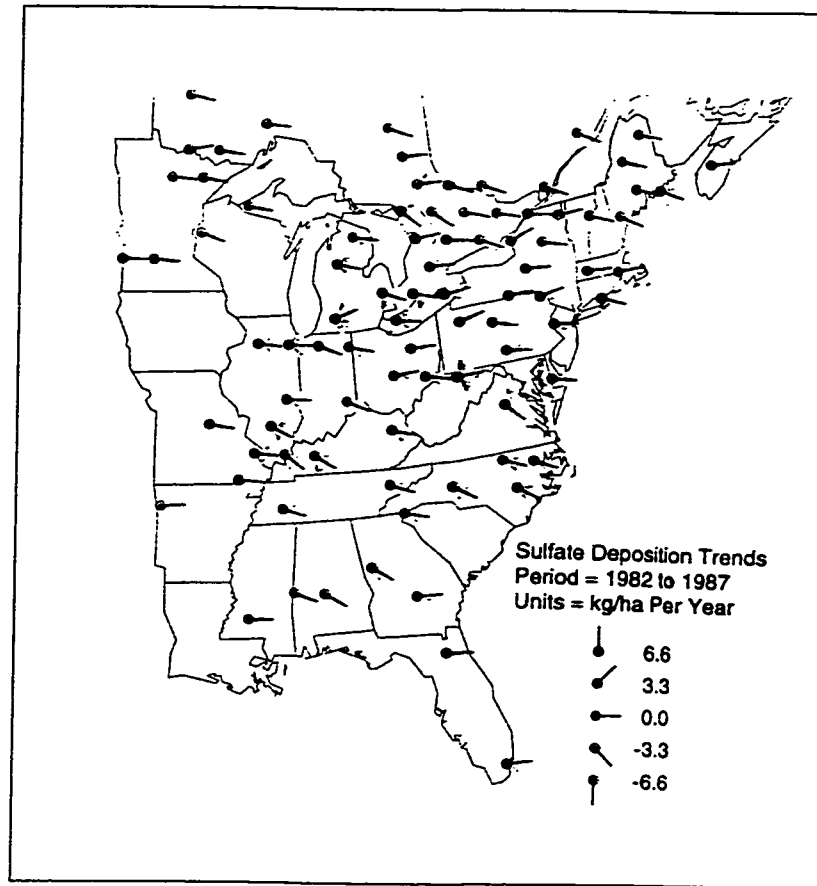 Sulfate Deposition Trends
Period = 1982 to 1987
Units = kg/ha Per Year
6.6
3.3
0.0
-3.3
-6.6